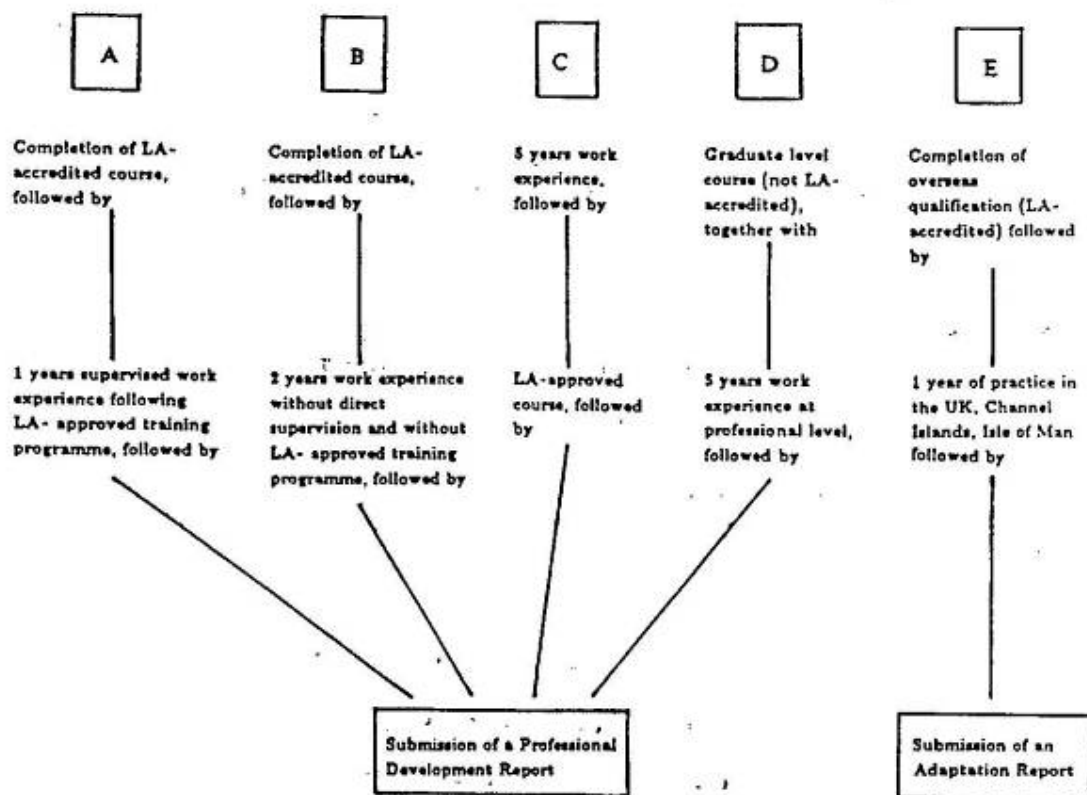 A
B
C
D
E
Completion of LA-
accredited course,
followed by
Completion of LA-
accredited course,
followed by
5 years work
experience,
followed by
Graduate level
course (not LA-
accredited),
together with
Completion of
overseas
qualification (LA-
accredited) followed
by
1 years supervised work
experience following
LA- approved training
programme, followed by
2 years work experience
without direct
supervision and without
LA- approved training
programme, followed by
LA-approved
course, followed
by
5 years work
experience at
professional level,
followed by
1 year of practice in
the UK, Channel
Islands, Isle of Man
followed by
Submission of a Professional
Development Report
Submission of an
Adaptation Report